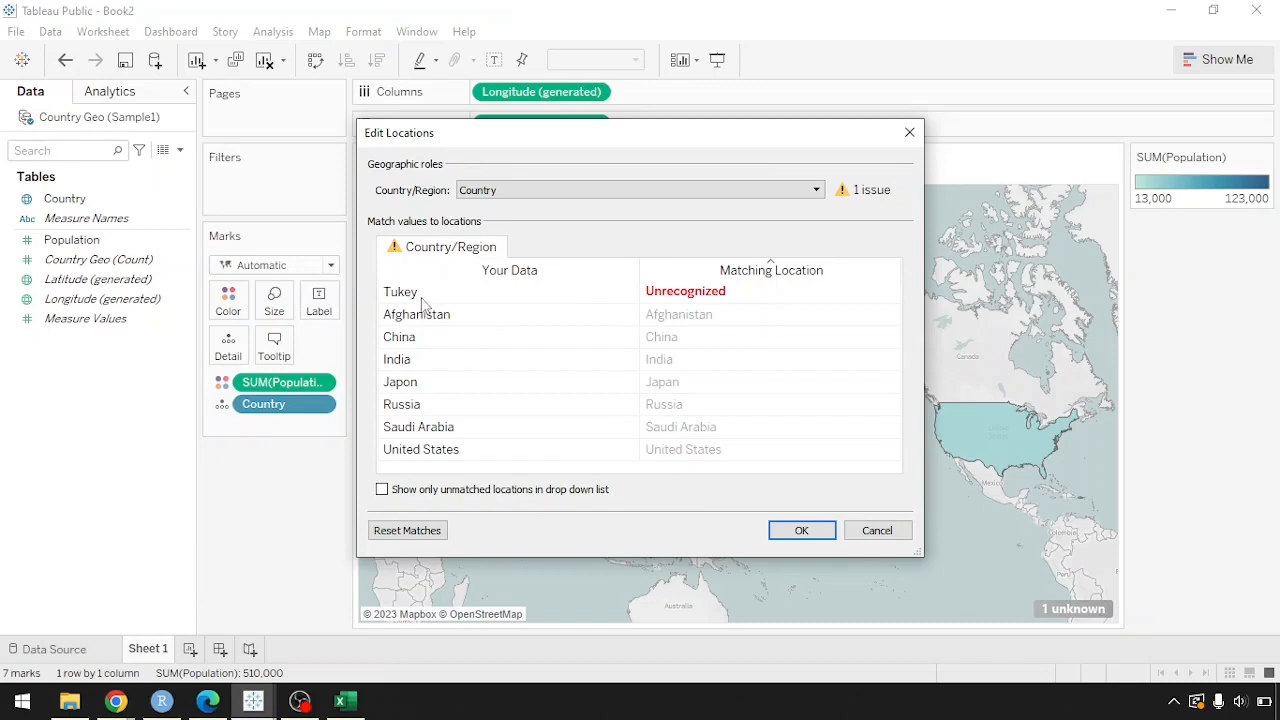 Tableau Public - Book2
File Data Worksheet Dashboard Story Analysis Map Format Window Help
Show Me
Data Analytics
Pages
Columns
Longitude (generated)
Country Geo (Sample1)
Search
Filters
Tables
Country
Abc Measure Names
Population
Country Geo (Count)
Latitude (generated)
Longitude (generated)
Measure Values
Marks
Automatic
Color Size Label
Detail Tooltip
SUM(Populati..
Country
Edit Locations
Geographic roles
Country/Region: Country 1 issue
Match values to locations
Country/Region
Your Data Matching Location
Tukey Unrecognized
Afghanistan Afghanistan
China China
India India
Japon Japan
Russia Russia
Saudi Arabia Saudi Arabia
United States United States
Show only unmatched locations in drop down list
Reset Matches OK Cancel
SUM(Population)
13,000 123,000
Canada
Mexico
Colombia
Peru
Australia
© 2023 Mapbox © OpenStreetMap
1 unknown
Data Source Sheet 1
7 marks 1 row by 1 column SUM(Population): 510,000